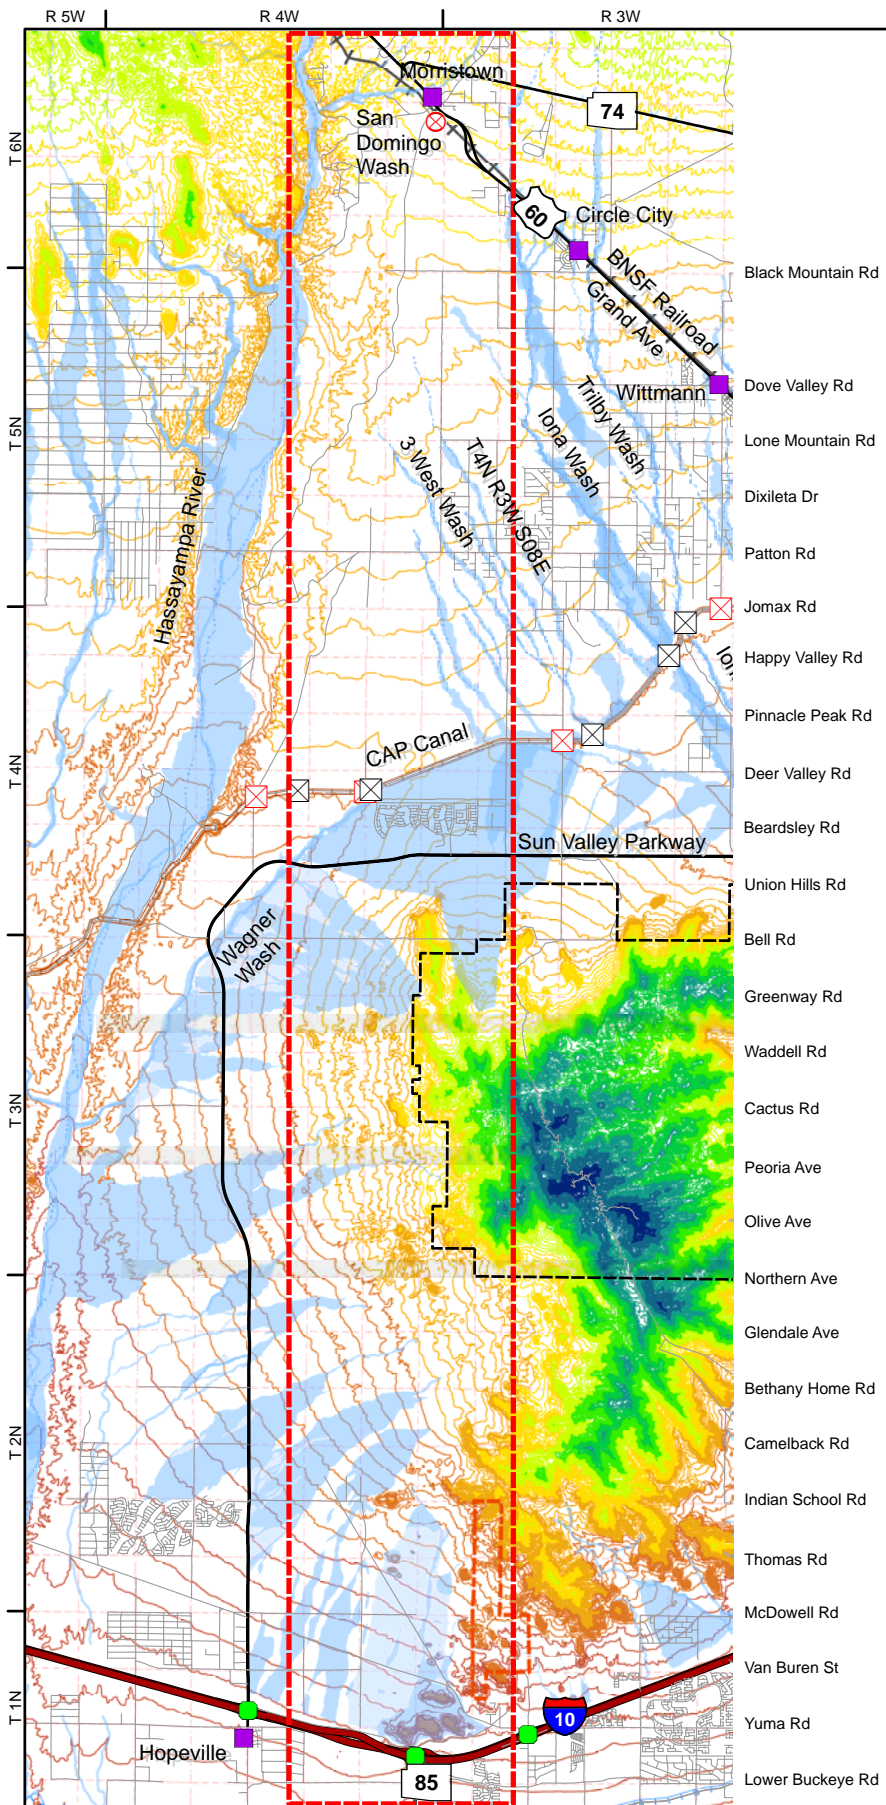 R 5W
R 4W
R 3W
Morristown
74
San
Domingo
Wash
T 6N
60
Circle City
Black Mountain Rd
BNSF Railroad
Grand Ave
Wittmann
Dove Valley Rd
Trilby Wash
Iona Wash
T4N R3W S08E
3 West Wash
T 5N
Lone Mountain Rd
Hassayampa River
Dixileta Dr
Patton Rd
Jomax Rd
Happy Valley Rd
Pinnacle Peak Rd
CAP Canal
T 4N
Deer Valley Rd
Beardsley Rd
Sun Valley Parkway
Union Hills Rd
Wagner
Wash
Bell Rd
Greenway Rd
Waddell Rd
T 3N
Cactus Rd
Peoria Ave
Olive Ave
Northern Ave
Glendale Ave
Bethany Home Rd
T 2N
Camelback Rd
Indian School Rd
Thomas Rd
McDowell Rd
Van Buren St
T 1N
10
Yuma Rd
Hopeville
85
Lower Buckeye Rd